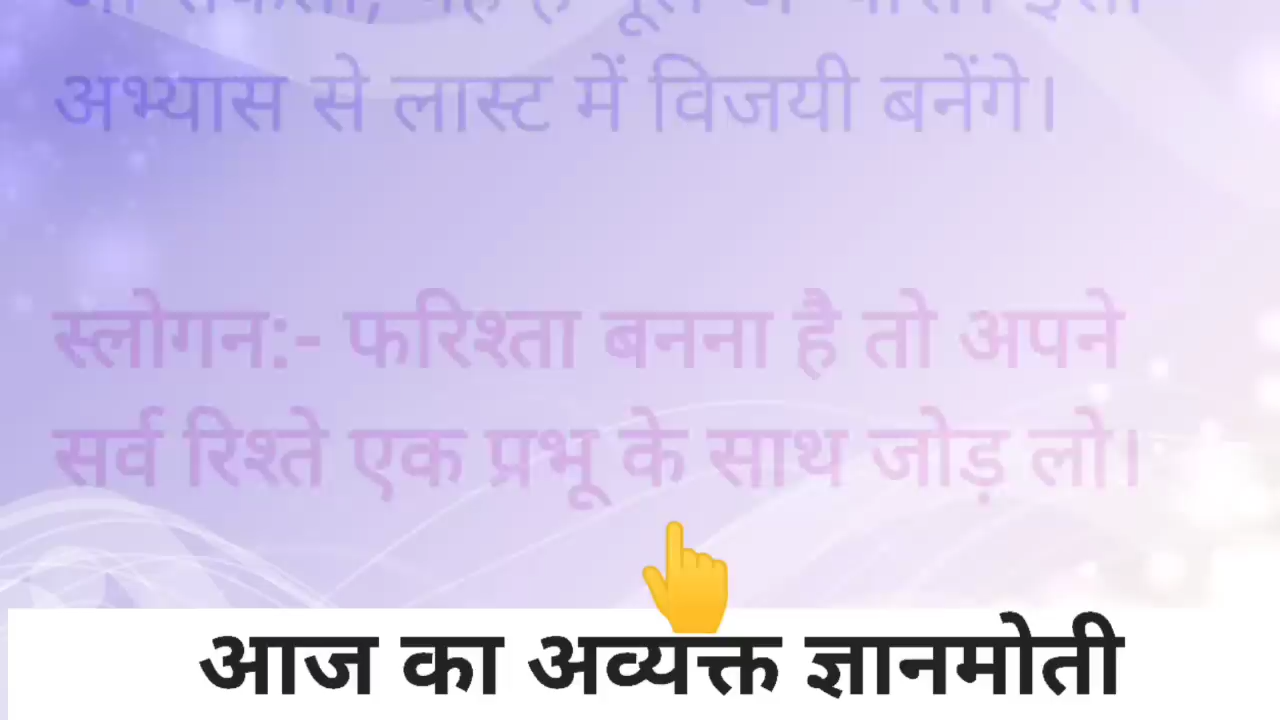 अभ्यास से लास्ट में विजयी बनेंगे।
स्लोगन:- फरिश्ता बनना है तो अपने
सर्व रिश्ते एक प्रभू के साथ जोड़ लो।
आज का अव्यक्त ज्ञानमोती